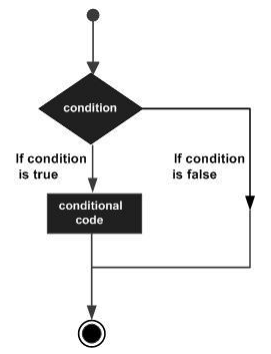 condition
If condition
is true
If condition
is false
conditional
code